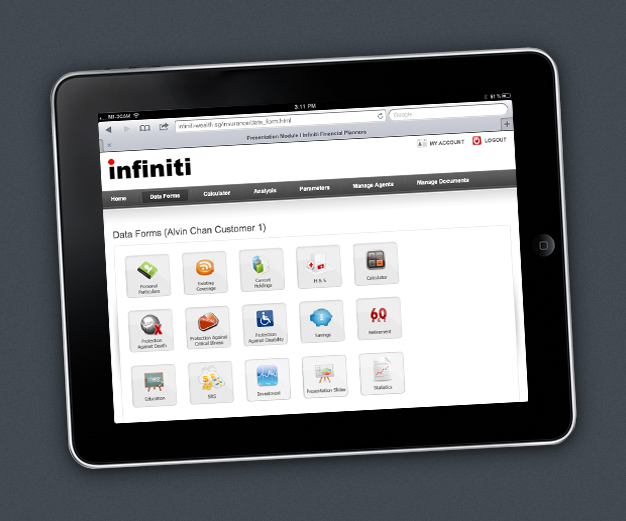 M1-3GSM
3:11 PM
61 %
infiniti-wealth.sg/insurance/data_form.html
Google
Presentation Module | Infiniti Financial Planners
MY ACCOUNT
LOGOUT
infiniti
Home
Data Forms
Calculator
Analysis
Parameters
Manage Agents
Manage Documents
Data Forms (Alvin Chan Customer 1)
Personal
Particulars
Existing
Coverage
Current
Holdings
H & S
Calculator
Protection
Against Death
Protection Against
Critical Illness
Protection
Against Disability
Savings
60
Retirement
Education
SRS
Investment
Presentation Slides
Statistics